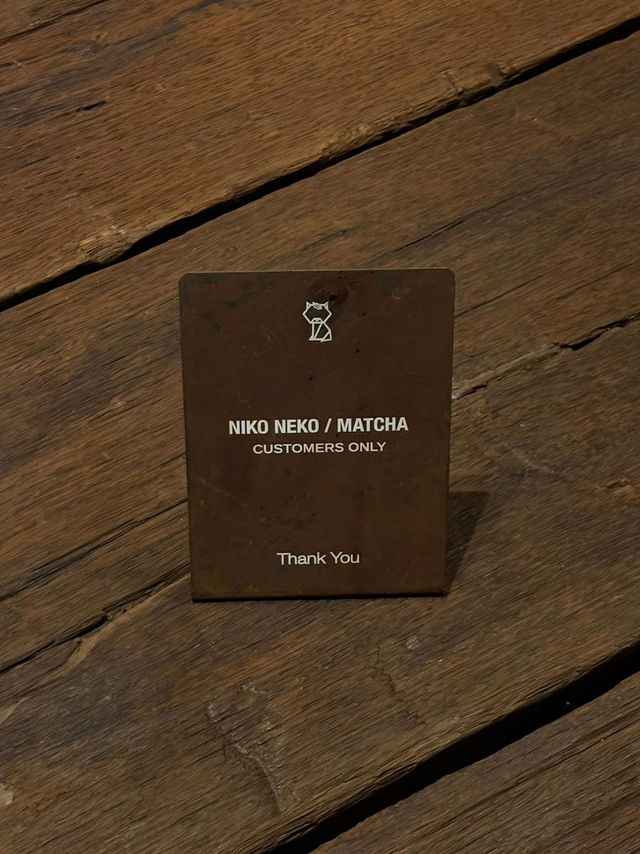 NIKO NEKO / MATCHA
CUSTOMERS ONLY
Thank You